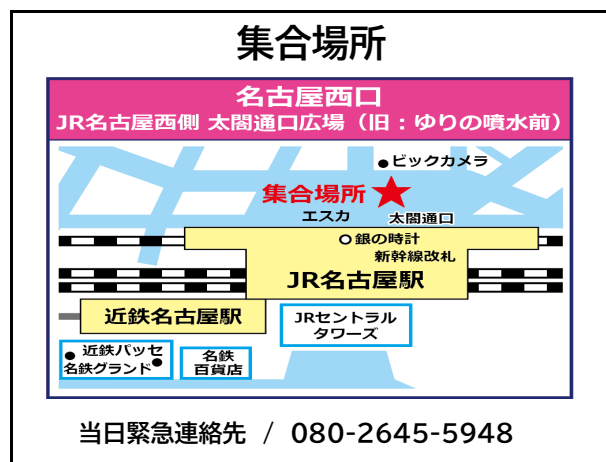 集合場所
名古屋西口
JR名古屋西側 太閤通口広場（旧：ゆりの噴水前）
ビックカメラ
集合場所
エスカ
太閤通口
銀の時計
新幹線改札
JR名古屋駅
近鉄名古屋駅
JRセントラル
タワーズ
近鉄パッセ
名鉄グランド
名鉄
百貨店
当日緊急連絡先 / 080-2645-5948